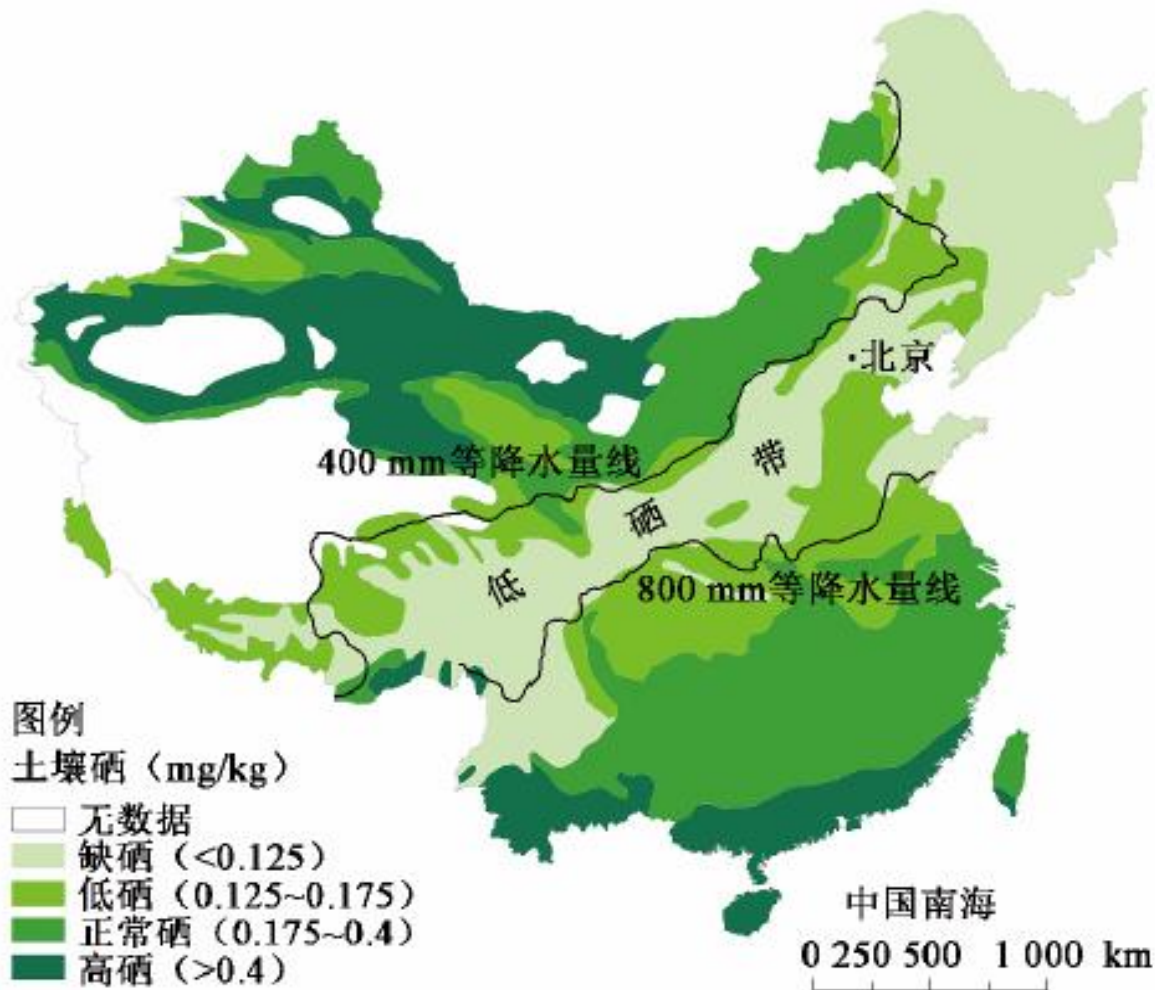 ·北京
400 mm等降水量线
低硒带
800 mm等降水量线
图例
土壤硒（mg/kg）
无数据
缺硒（<0.125）
低硒（0.125~0.175）
正常硒（0.175~0.4）
高硒（>0.4）
中国南海
0 250 500 1 000 km